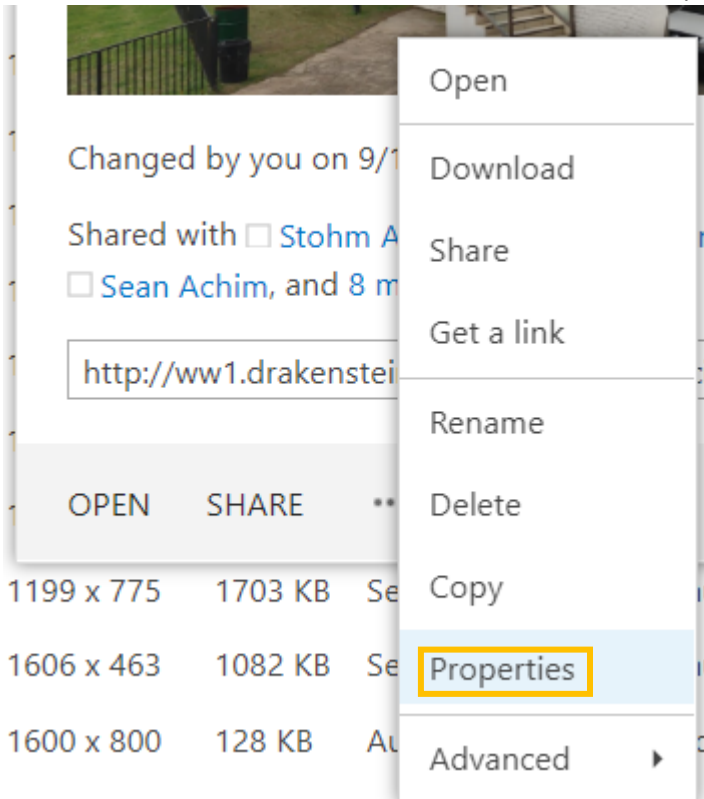 Changed by you on 9/1
Shared with Stohm A
Sean Achim, and 8 m
http://ww1.drakenstei
OPEN SHARE ••
1199 x 775 1703 KB Se
1606 x 463 1082 KB Se
1600 x 800 128 KB Au
Open
Download
Share
Get a link
Rename
Delete
Copy
Properties
Advanced